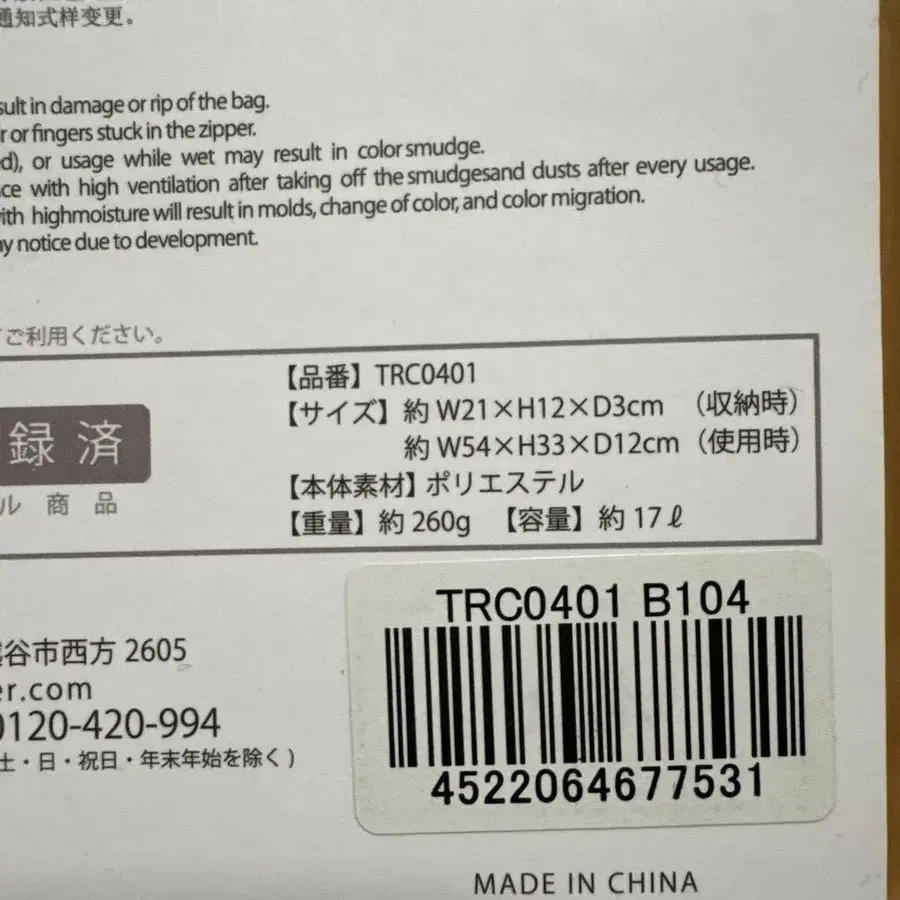 通知式样变更。
sult in damage or rip of the bag.
r or fingers stuck in the zipper.
ed), or usage while wet may result in color smudge.
ce with high ventilation after taking off the smudgesand dusts after every usage.
ith highmoisture will result in molds, change of color, and color migration.
ny notice due to development.
ご利用ください。
録済
ル商品
【品番】TRC0401
【サイズ】約 W21×H12×D3cm （収納時）
約 W54×H33×D12cm（使用時）
【本体素材】ポリエステル
【重量】約 260g 【容量】約 17ℓ
谷市西方 2605
er.com
0120-420-994
土・日・祝日・年末年始を除く）
TRC0401 B104
4522064677531
MADE IN CHINA